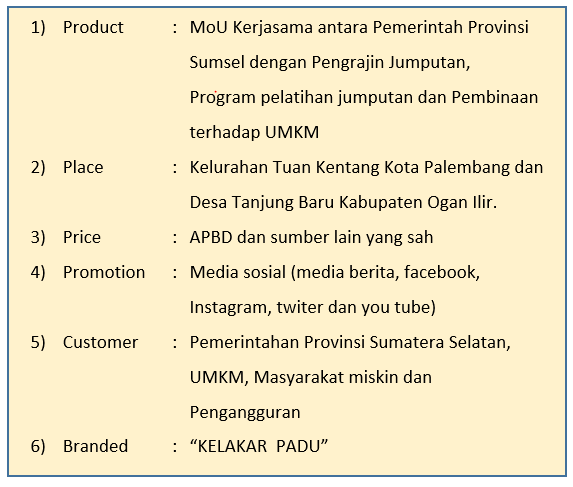 1) Product : MoU Kerjasama antara Pemerintah Provinsi
Sumsel dengan Pengrajin Jumputan,
Program pelatihan jumputan dan Pembinaan
terhadap UMKM
2) Place : Kelurahan Tuan Kentang Kota Palembang dan
Desa Tanjung Baru Kabupaten Ogan Ilir.
3) Price : APBD dan sumber lain yang sah
4) Promotion : Media sosial (media berita, facebook,
Instagram, twiter dan you tube)
5) Customer : Pemerintahan Provinsi Sumatera Selatan,
UMKM, Masyarakat miskin dan
Pengangguran
6) Branded : “KELAKAR PADU”